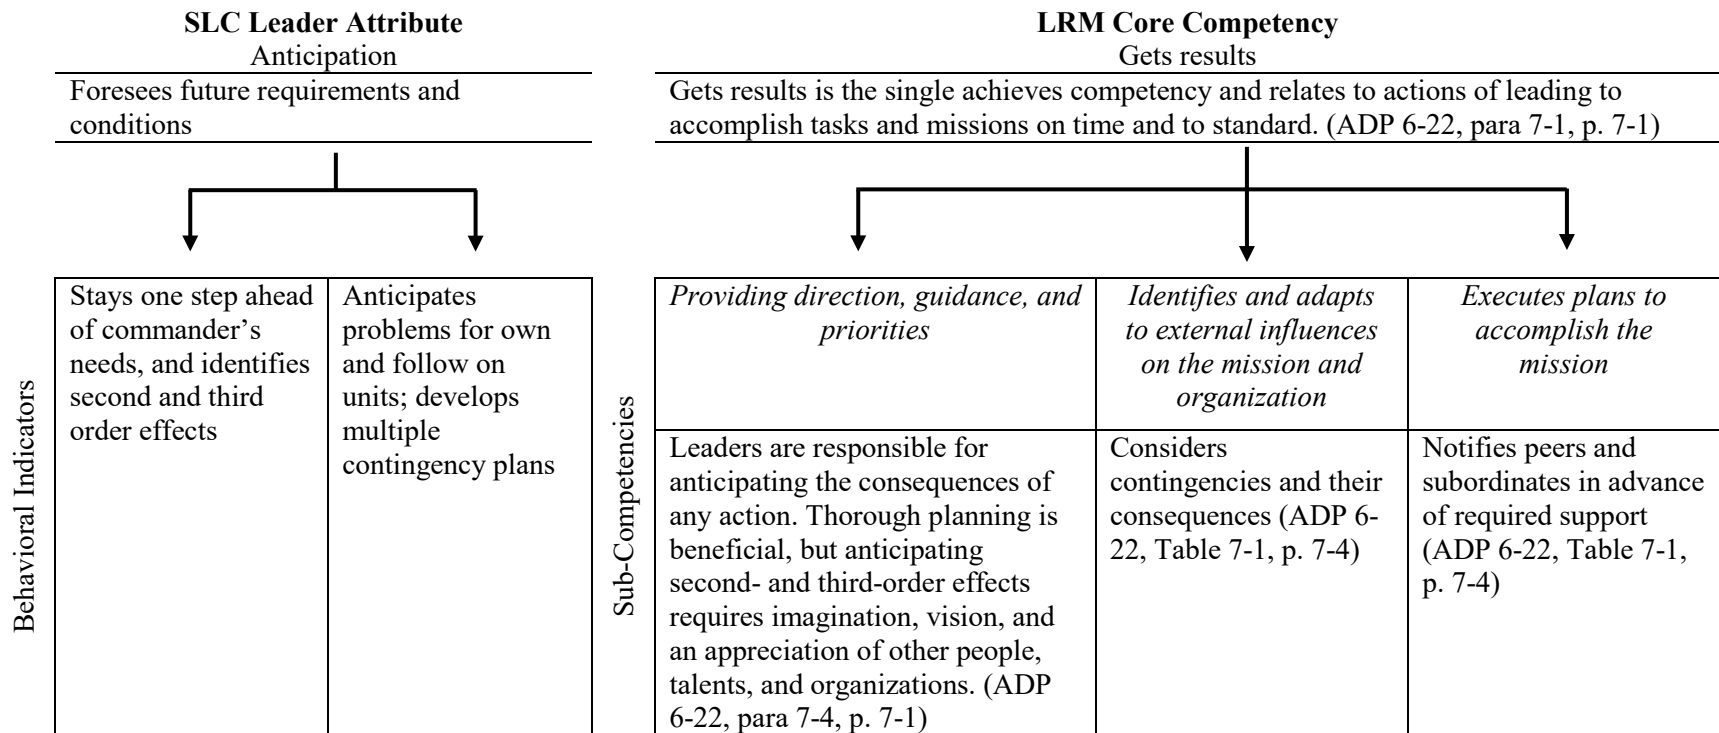 SLC Leader Attribute
Anticipation
Foresees future requirements and
conditions
LRM Core Competency
Gets results
Gets results is the single achieves competency and relates to actions of leading to
accomplish tasks and missions on time and to standard. (ADP 6-22, para 7-1, p. 7-1)
Behavioral Indicators
Stays one step ahead
of commander’s
needs, and identifies
second and third
order effects
Anticipates
problems for own
and follow on
units; develops
multiple
contingency plans
Sub-Competencies
Providing direction, guidance, and
priorities
Identifies and adapts
to external influences
on the mission and
organization
Executes plans to
accomplish the
mission
Leaders are responsible for
anticipating the consequences of
any action. Thorough planning is
beneficial, but anticipating
second- and third-order effects
requires imagination, vision, and
an appreciation of other people,
talents, and organizations. (ADP
6-22, para 7-4, p. 7-1)
Considers
contingencies and their
consequences (ADP 6-
22, Table 7-1, p. 7-4)
Notifies peers and
subordinates in advance
of required support
(ADP 6-22, Table 7-1,
p. 7-4)